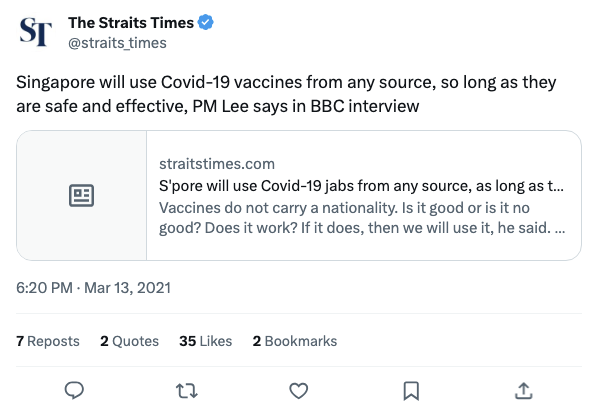 ST
The Straits Times
@straits_times
Singapore will use Covid-19 vaccines from any source, so long as they
are safe and effective, PM Lee says in BBC interview
straitstimes.com
S'pore will use Covid-19 jabs from any source, as long as t...
Vaccines do not carry a nationality. Is it good or is it no
good? Does it work? If it does, then we will use it, he said. ...
6:20 PM · Mar 13, 2021
7 Reposts 2 Quotes 35 Likes 2 Bookmarks